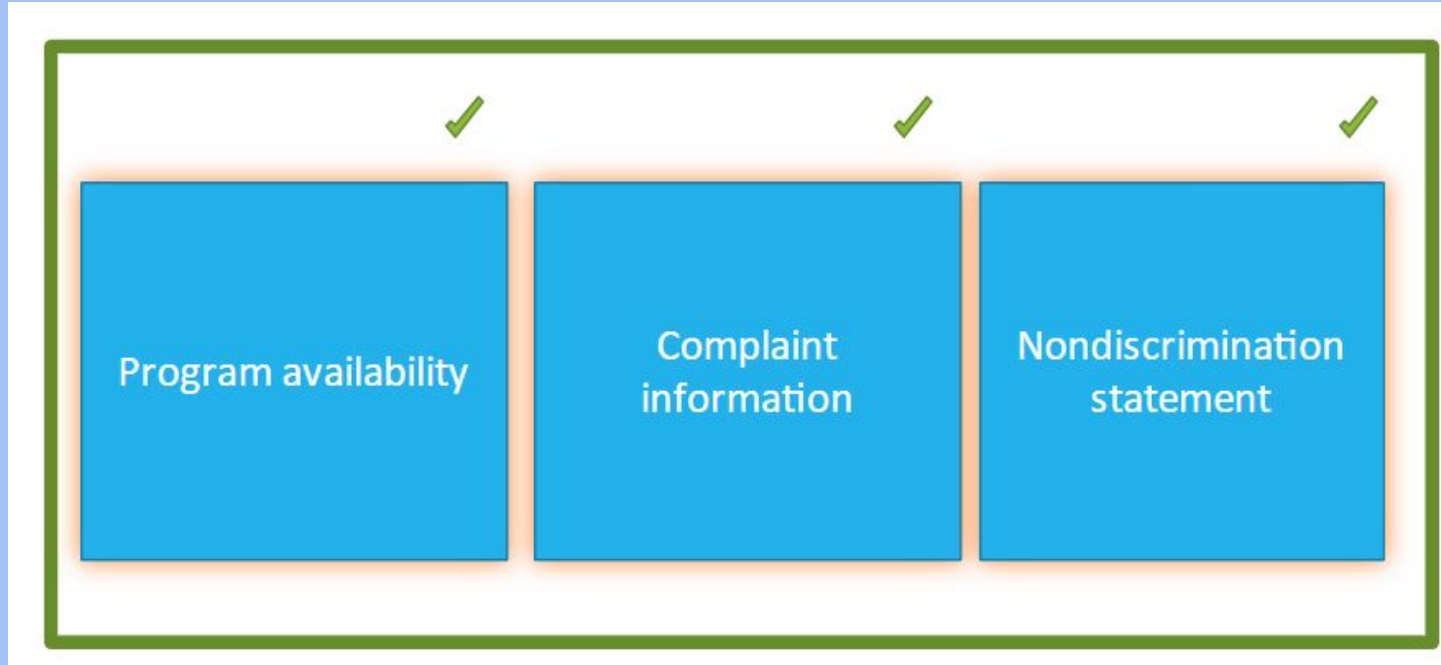 Program availability
Complaint
information
Nondiscrimination
statement